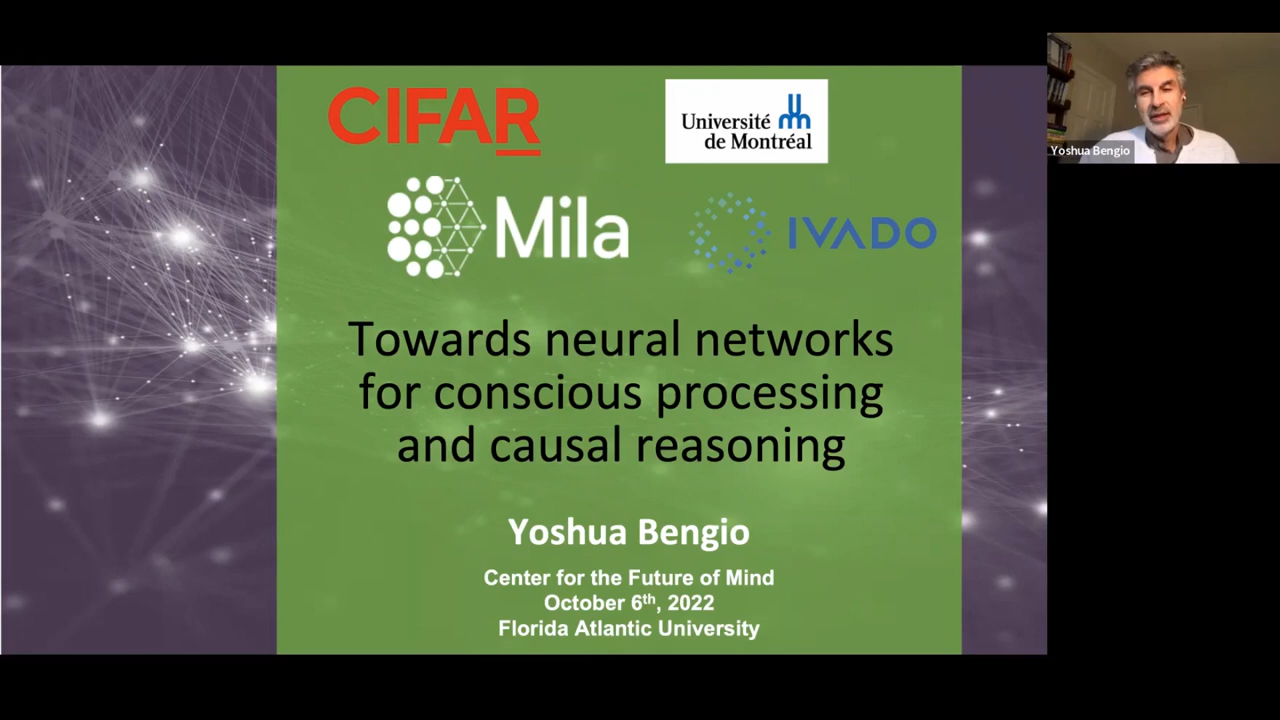 CIFAR
Université
de Montréal
Mila
IVADO
Towards neural networks
for conscious processing
and causal reasoning
Yoshua Bengio
Center for the Future of Mind
October 6th, 2022
Florida Atlantic University
Yoshua Bengio